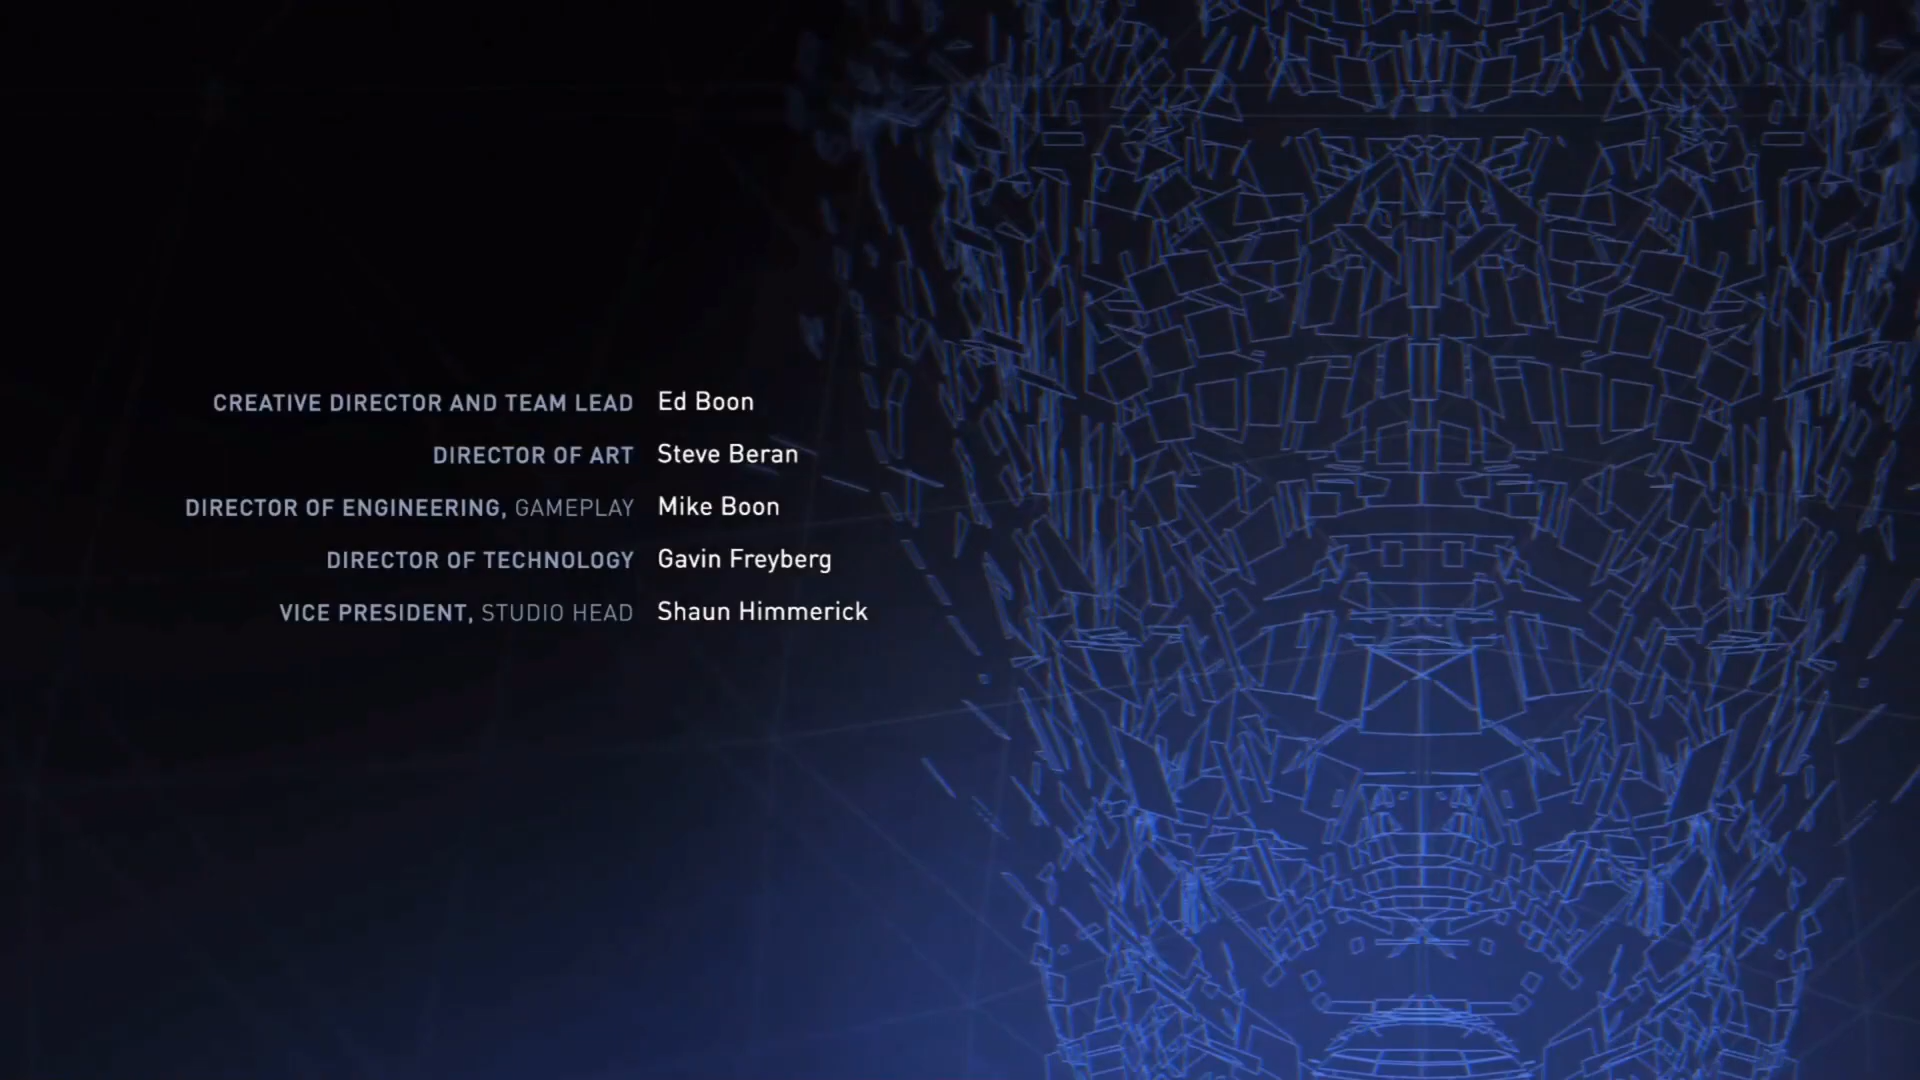 CREATIVE DIRECTOR AND TEAM LEAD Ed Boon
DIRECTOR OF ART Steve Beran
DIRECTOR OF ENGINEERING, GAMEPLAY Mike Boon
DIRECTOR OF TECHNOLOGY Gavin Freyberg
VICE PRESIDENT, STUDIO HEAD Shaun Himmerick